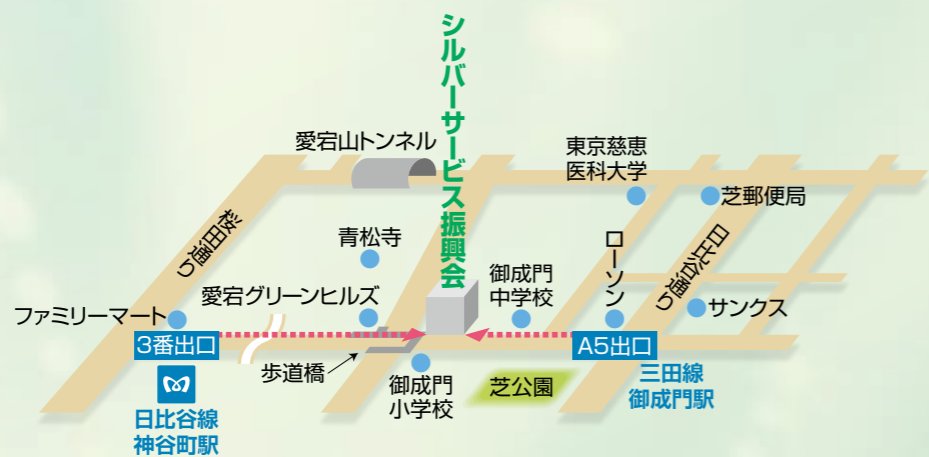 シルバーサービス振興会
愛宕山トンネル
東京慈恵
医科大学
芝郵便局
桜田通り
青松寺
ローソン
日比谷通り
愛宕グリーンヒルズ
御成門
中学校
サンクス
ファミリーマート
3番出口
A5出口
歩道橋
御成門
小学校
芝公園
三田線
御成門駅
日比谷線
神谷町駅